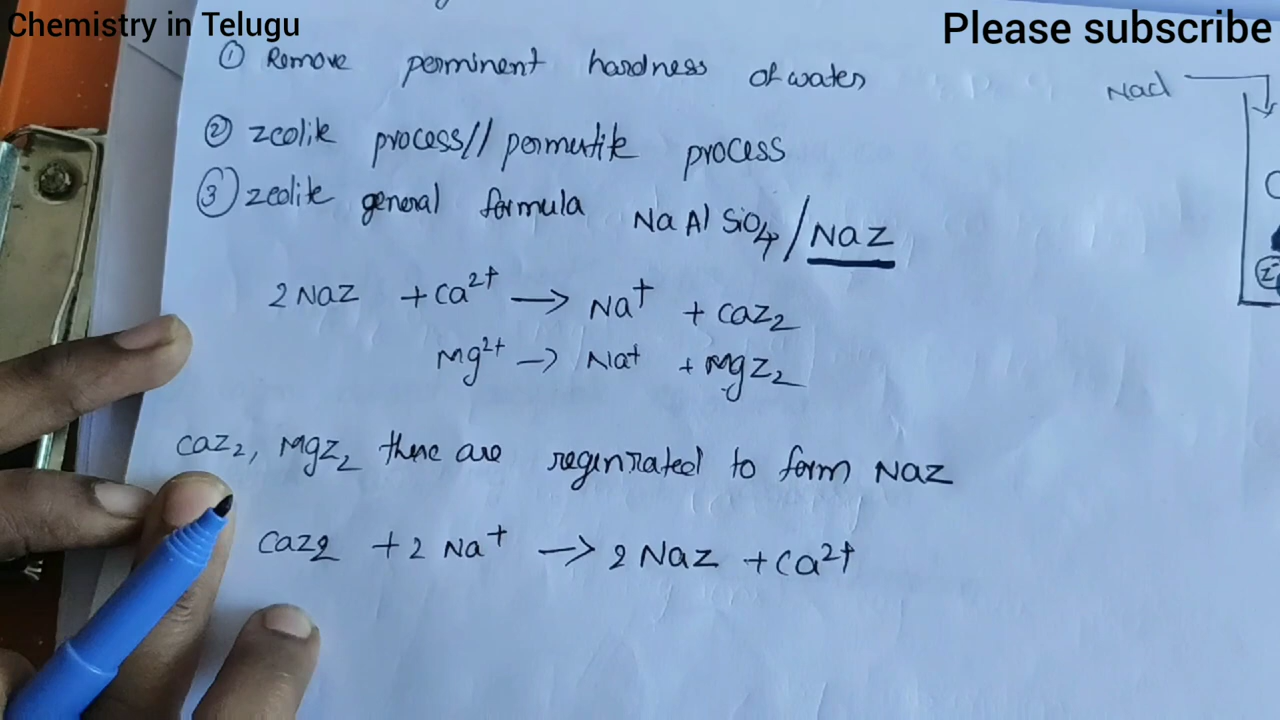 Chemistry in Telugu
Please subscribe
① Remove perminent hardness of water
Nacl
② zeolite process// permutite process
③ zeolite general formula NaAlSiO4/NaZ
2NaZ + Ca2+ → Na+ + CaZ2
Mg2+ → Na+ + MgZ2
CaZ2, MgZ2 these are regenrated to form NaZ
CaZ2 + 2Na+ → 2NaZ + Ca2+